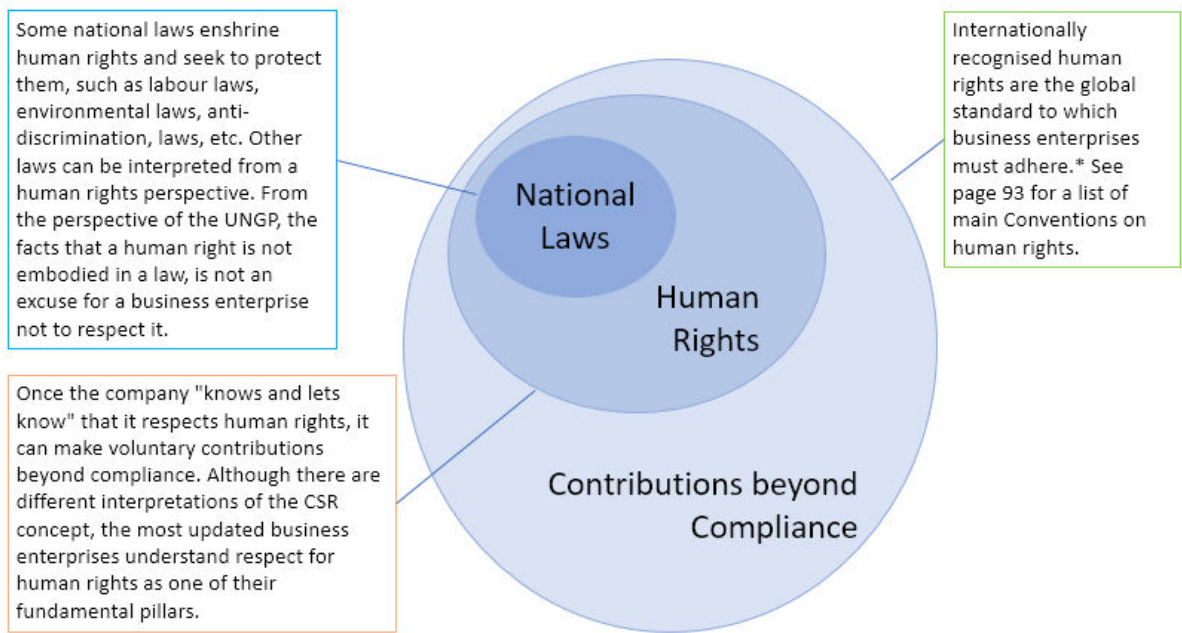 Some national laws enshrine
human rights and seek to protect
them, such as labour laws,
environmental laws, anti-
discrimination, laws, etc. Other
laws can be interpreted from a
human rights perspective. From
the perspective of the UNGP, the
facts that a human right is not
embodied in a law, is not an
excuse for a business enterprise
not to respect it.
Once the company "knows and lets
know" that it respects human rights, it
can make voluntary contributions
beyond compliance. Although there are
different interpretations of the CSR
concept, the most updated business
enterprises understand respect for
human rights as one of their
fundamental pillars.
National
Laws
Human
Rights
Contributions beyond
Compliance
Internationally
recognised human
rights are the global
standard to which
business enterprises
must adhere.* See
page 93 for a list of
main Conventions on
human rights.